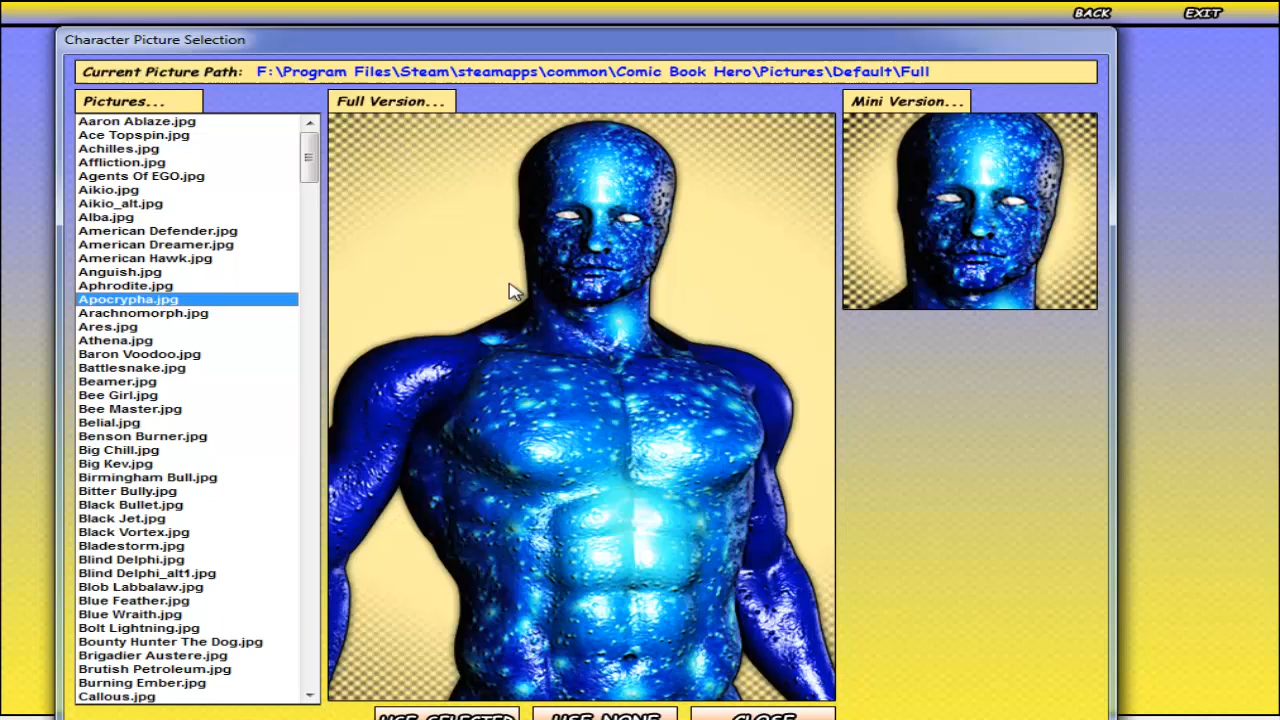 BACK
EXIT
Character Picture Selection
Current Picture Path: F:\Program Files\Steam\steamapps\common\Comic Book Hero\Pictures\Default\Full
Pictures...
Full Version...
Mini Version...
Aaron Ablaze.jpg
Ace Topspin.jpg
Achilles.jpg
Affliction.jpg
Agents Of EGO.jpg
Aikio.jpg
Aikio_alt.jpg
Alba.jpg
American Defender.jpg
American Dreamer.jpg
American Hawk.jpg
Anguish.jpg
Aphrodite.jpg
Apocrypha.jpg
Arachnomorph.jpg
Ares.jpg
Athena.jpg
Baron Voodoo.jpg
Battlesnake.jpg
Beamer.jpg
Bee Girl.jpg
Bee Master.jpg
Belial.jpg
Benson Burner.jpg
Big Chill.jpg
Big Kev.jpg
Birmingham Bull.jpg
Bitter Bully.jpg
Black Bullet.jpg
Black Jet.jpg
Black Vortex.jpg
Bladestorm.jpg
Blind Delphi.jpg
Blind Delphi_alt1.jpg
Blob Labbalaw.jpg
Blue Feather.jpg
Blue Wraith.jpg
Bolt Lightning.jpg
Bounty Hunter The Dog.jpg
Brigadier Austere.jpg
Brutish Petroleum.jpg
Burning Ember.jpg
Callous.jpg
USE SELECTED
USE NONE
CLOSE